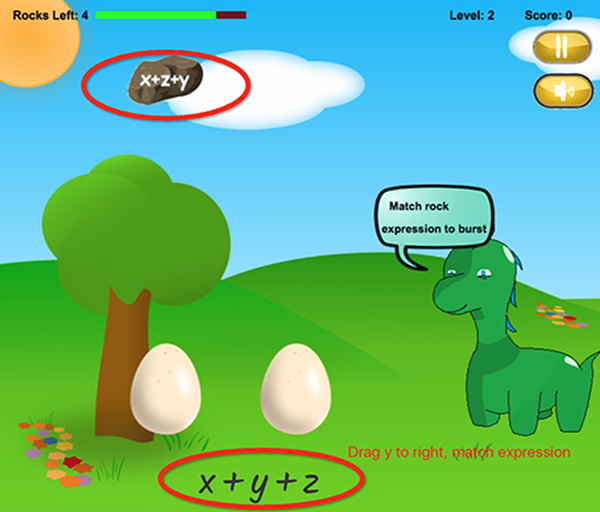 Rocks Left: 4
Level: 2
Score: 0
x+z+y
Match rock
expression to burst
Drag y to right, match expression
x+y+z